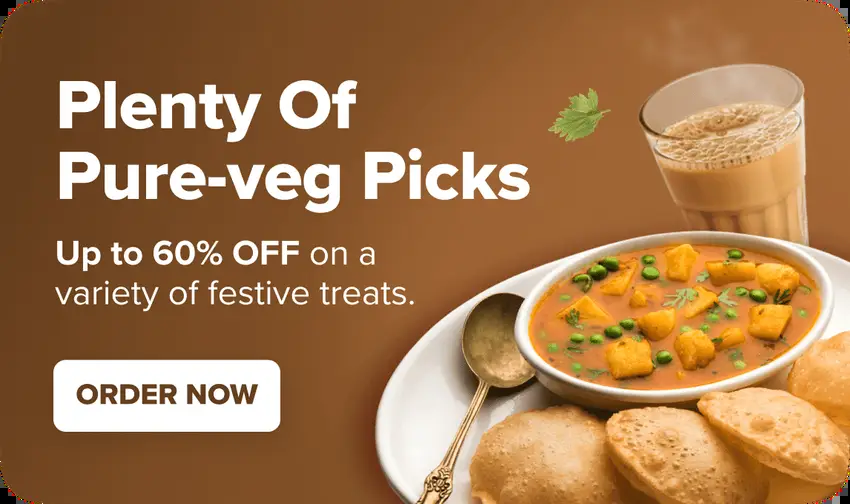 Plenty Of
Pure-veg Picks
Up to 60% OFF on a
variety of festive treats.
ORDER NOW